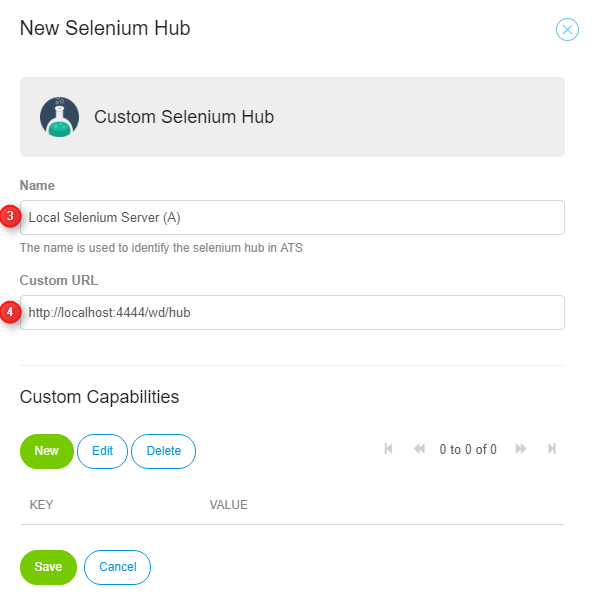 New Selenium Hub
Custom Selenium Hub
Name
3
Local Selenium Server (A)
The name is used to identify the selenium hub in ATS
Custom URL
4
http://localhost:4444/wd/hub
Custom Capabilities
New Edit Delete 0 to 0 of 0
KEY VALUE
Save Cancel